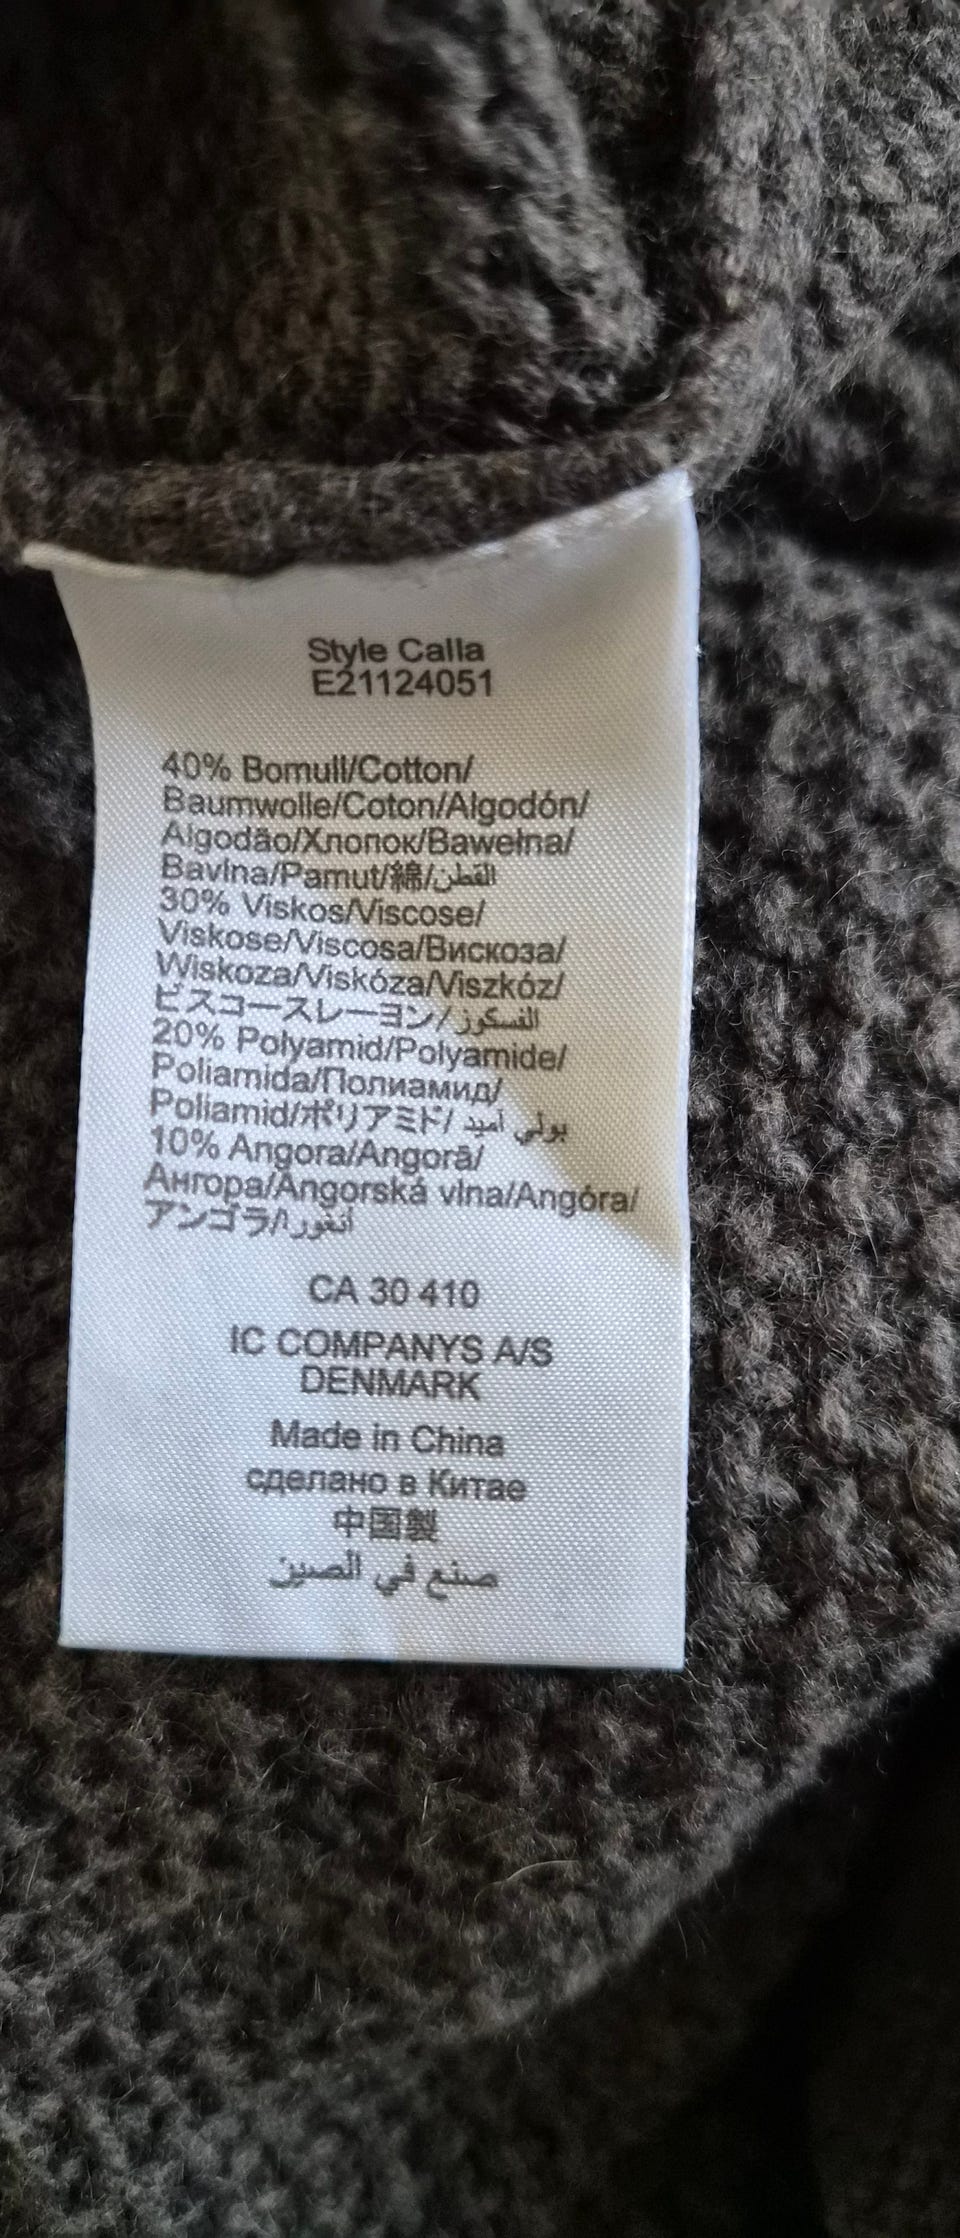 Style Calla
E21124051
40% Bomull/Cotton/
Baumwolle/Coton/Algodón/
Algodão/Хлопок/Bawełna/
Bavlna/Pamut/綿/القطن
30% Viskos/Viscose/
Viskose/Viscosa/Вискоза/
Wiskoza/Viskóza/Viszkóz/
ビスコースレーヨン/الفسكوز
20% Polyamid/Polyamide/
Poliamida/Полиамид/
Poliamid/ポリアミド/بولي أميد
10% Angora/Angorā/
Ангора/Angorská vlna/Angóra/
アンゴラ/أنغورا
CA 30 410
IC COMPANYS A/S
DENMARK
Made in China
сделано в Китае
中国製
صنع في الصين